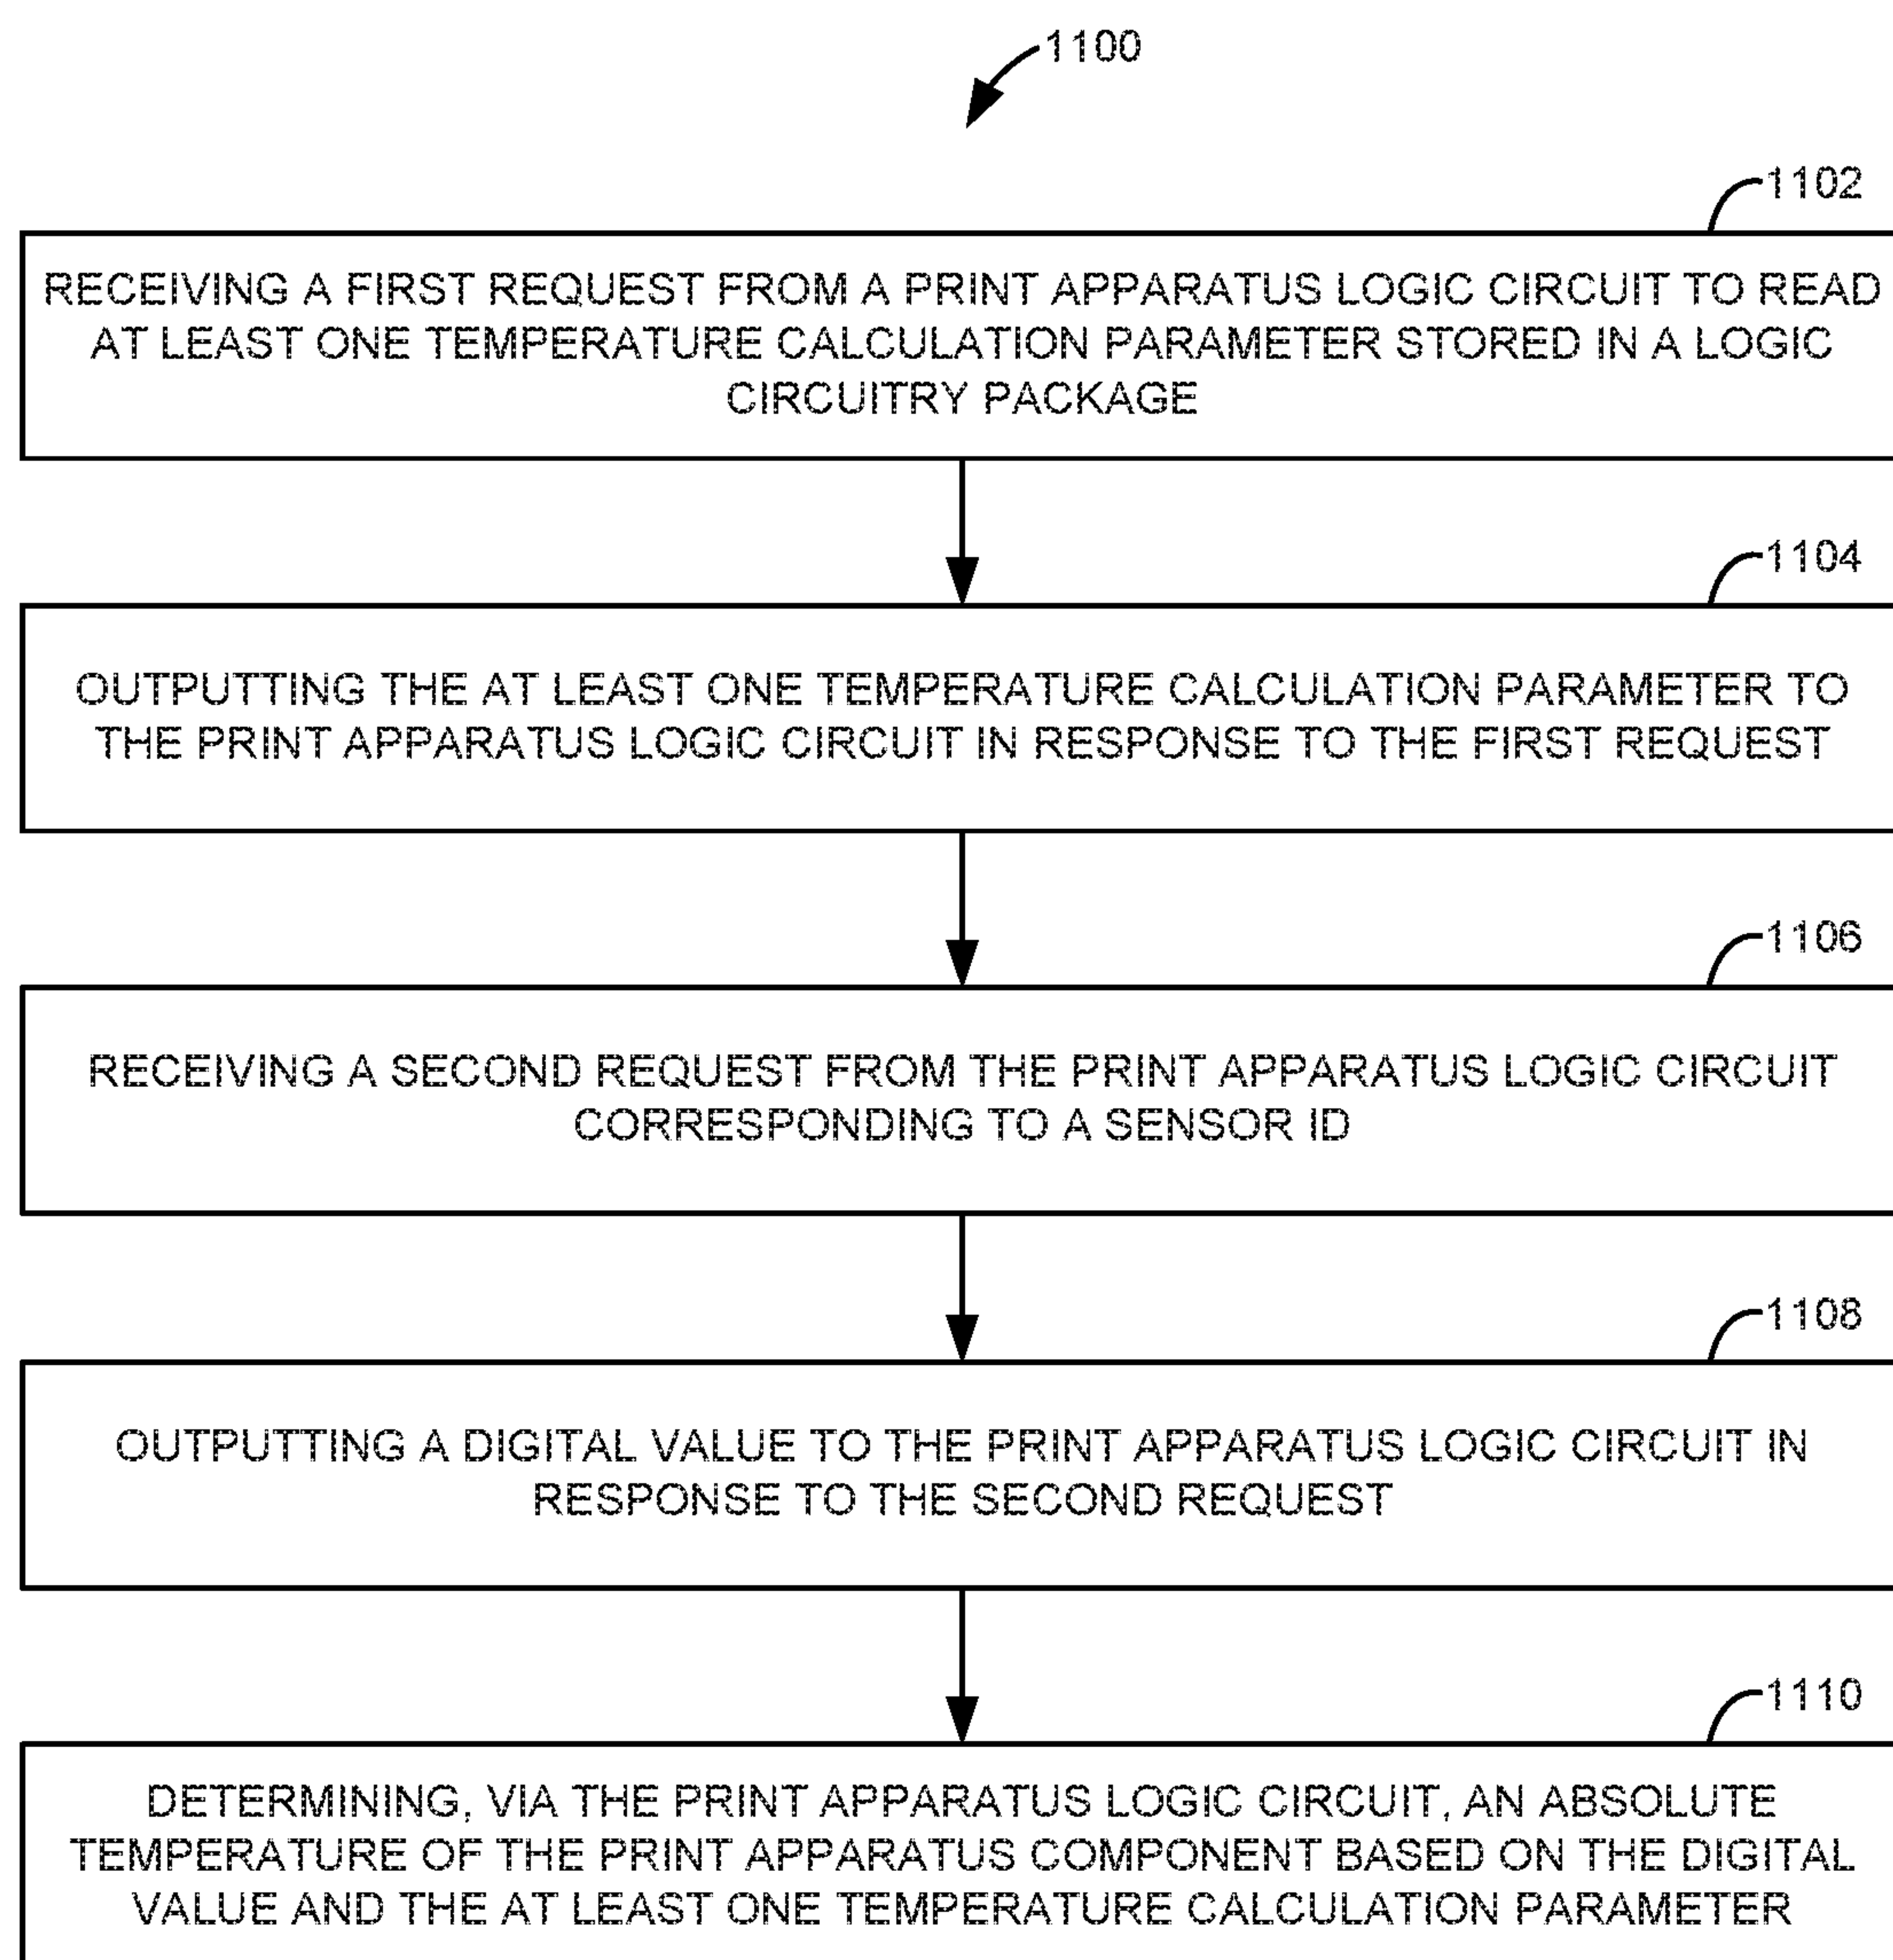 1100
1102
RECEIVING A FIRST REQUEST FROM A PRINT APPARATUS LOGIC CIRCUIT TO READ
AT LEAST ONE TEMPERATURE CALCULATION PARAMETER STORED IN A LOGIC
CIRCUITRY PACKAGE
1104
OUTPUTTING THE AT LEAST ONE TEMPERATURE CALCULATION PARAMETER TO
THE PRINT APPARATUS LOGIC CIRCUIT IN RESPONSE TO THE FIRST REQUEST
1106
RECEIVING A SECOND REQUEST FROM THE PRINT APPARATUS LOGIC CIRCUIT
CORRESPONDING TO A SENSOR ID
1108
OUTPUTTING A DIGITAL VALUE TO THE PRINT APPARATUS LOGIC CIRCUIT IN
RESPONSE TO THE SECOND REQUEST
1110
DETERMINING, VIA THE PRINT APPARATUS LOGIC CIRCUIT, AN ABSOLUTE
TEMPERATURE OF THE PRINT APPARATUS COMPONENT BASED ON THE DIGITAL
VALUE AND THE AT LEAST ONE TEMPERATURE CALCULATION PARAMETER